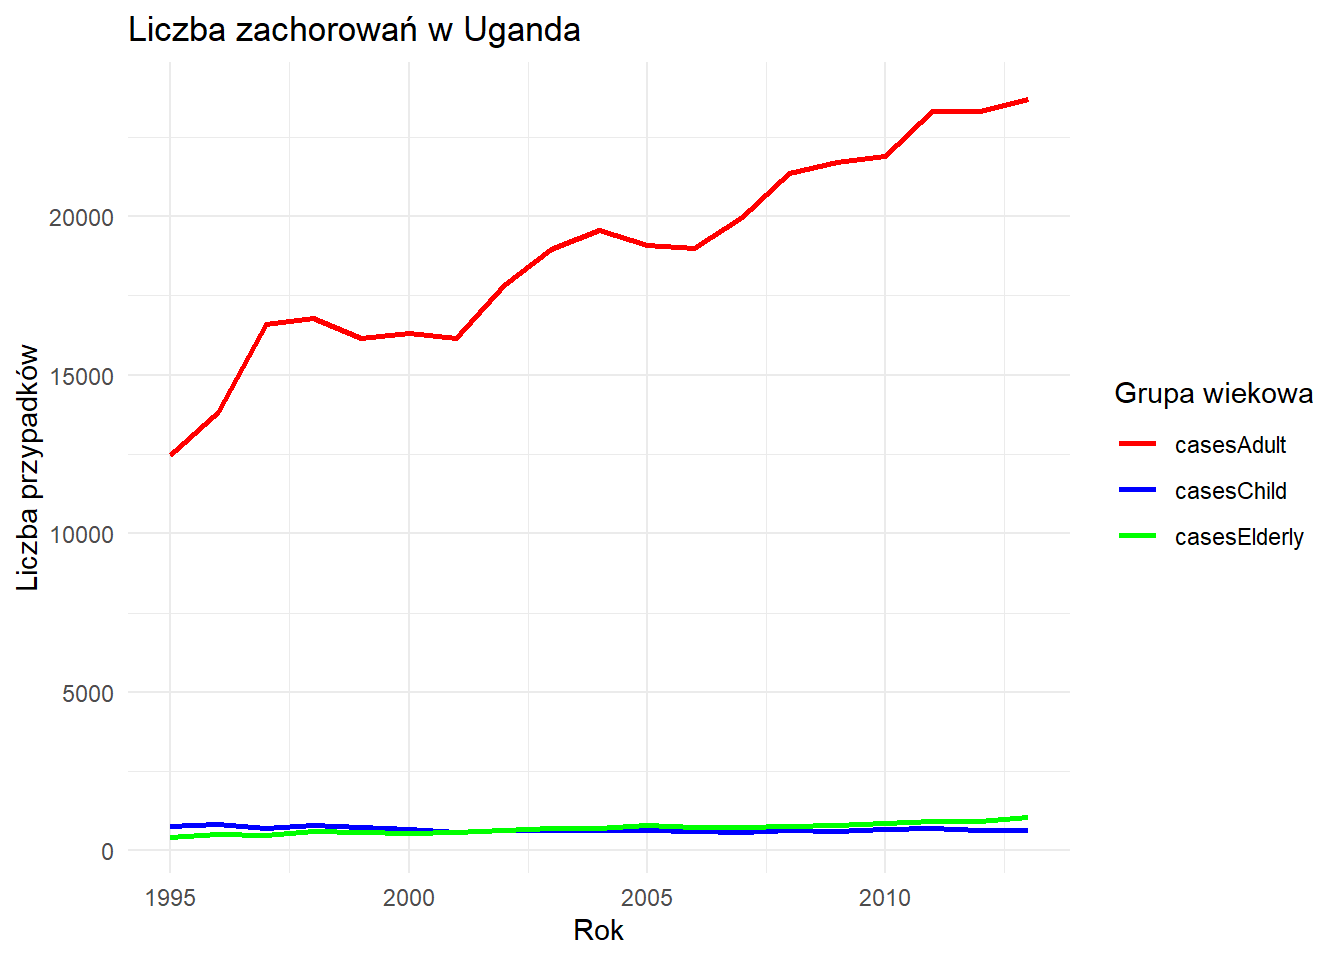 Liczba zachorowań w Uganda
Liczba przypadków
20000
15000
10000
5000
0
1995
2000
2005
2010
Rok
Grupa wiekowa
casesAdult
casesChild
casesElderly